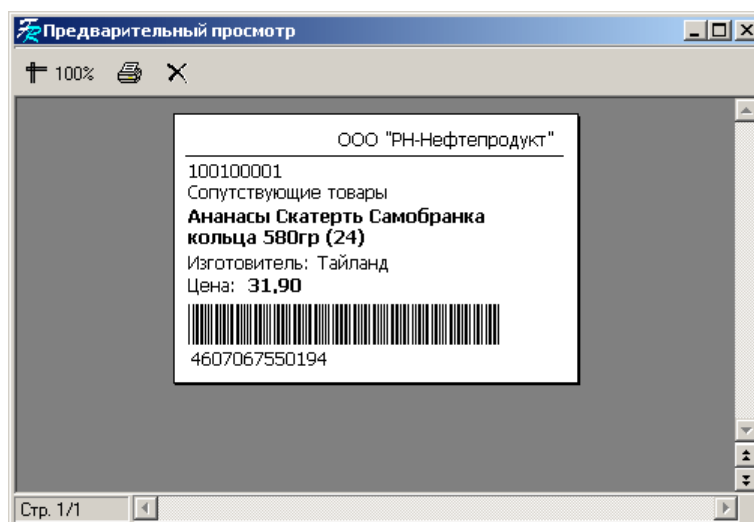 Предварительный просмотр
100%
ООО "РН-Нефтепродукт"
100100001
Сопутствующие товары
Ананасы Скатерть Самобранка
кольца 580гр (24)
Изготовитель: Тайланд
Цена: 31,90
4607067550194
Стр. 1/1